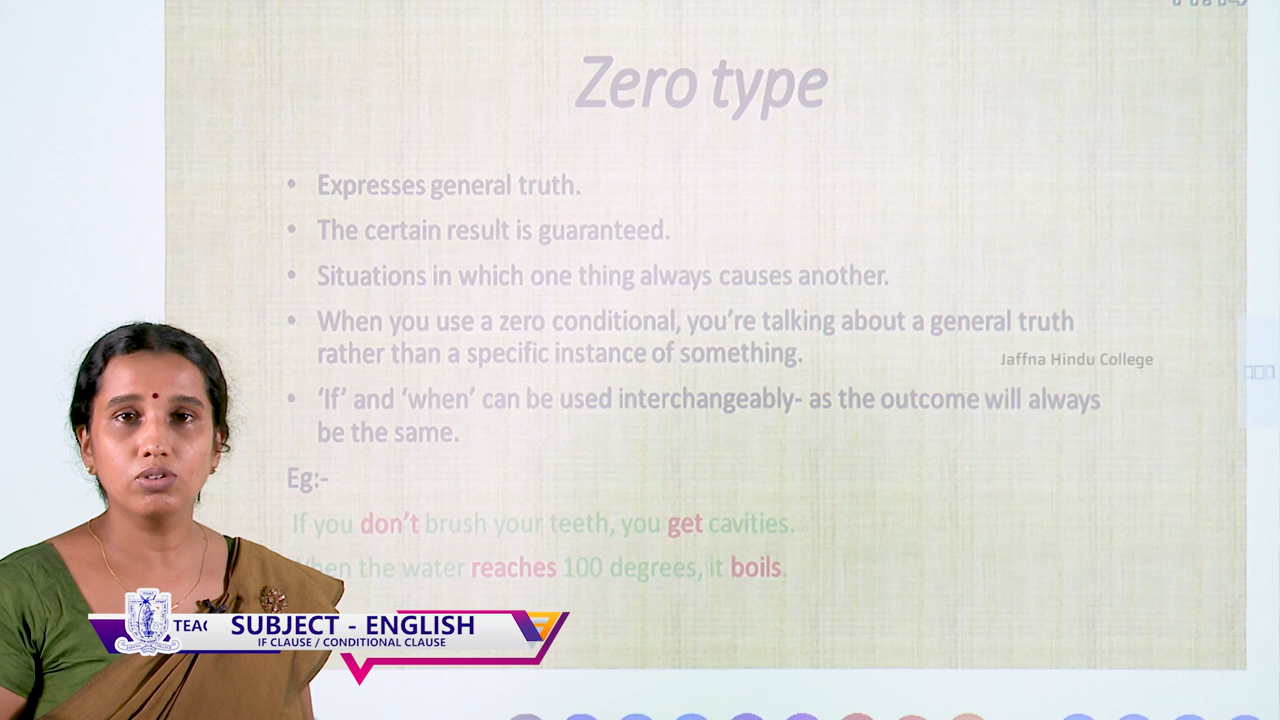 Zero type
• Expresses general truth.
• The certain result is guaranteed.
• Situations in which one thing always causes another.
• When you use a zero conditional, you're talking about a general truth
rather than a specific instance of something.
Jaffna Hindu College
• ‘If’ and ‘when’ can be used interchangeably- as the outcome will always
be the same.
Eg:-
If you don't brush your teeth, you get cavities.
When the water reaches 100 degrees, it boils.
SUBJECT - ENGLISH
IF CLAUSE / CONDITIONAL CLAUSE